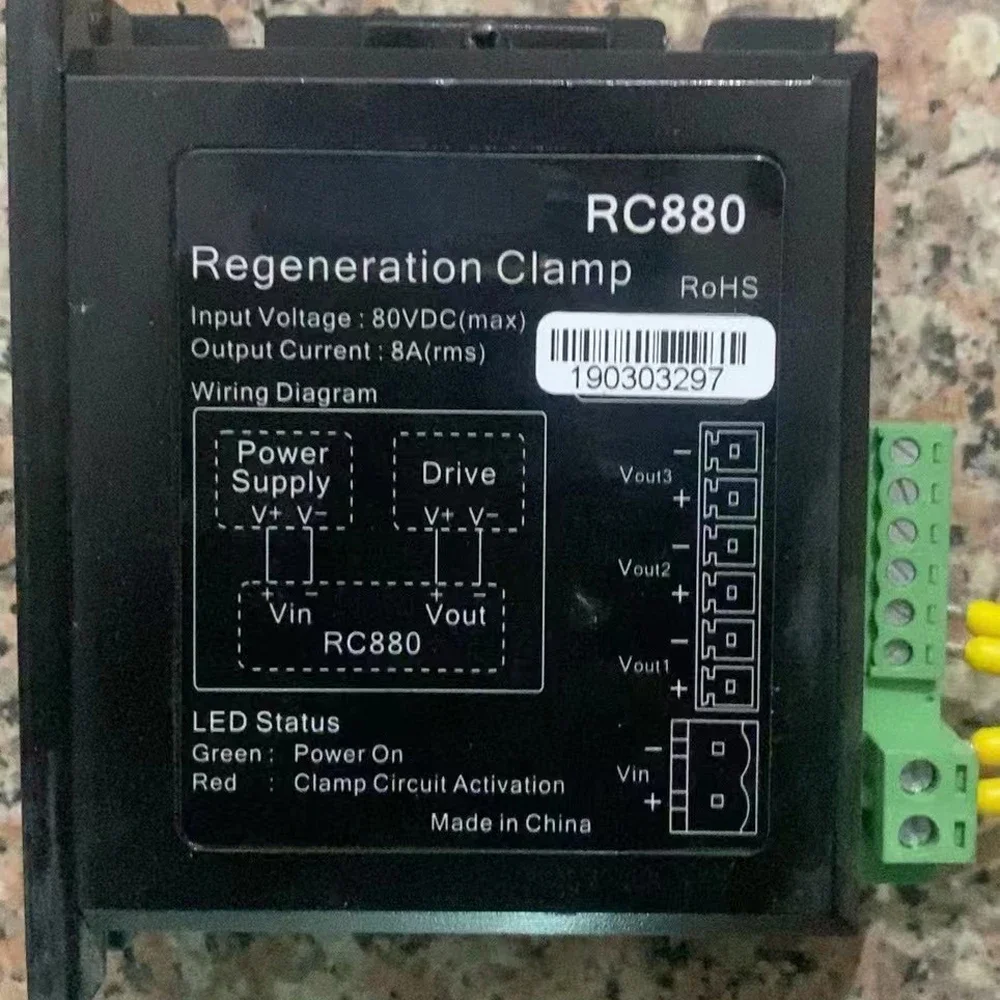 RC880
Regeneration Clamp
RoHS
Input Voltage : 80VDC(max)
Output Current : 8A(rms)
190303297
Wiring Diagram
Power
Supply
V+ V-
Drive
V+ V-
+ -
Vin
+ -
Vout
RC880
- 
Vout3
+
-
Vout2
+
-
Vout1
+
-
Vin
+
LED Status
Green : Power On
Red : Clamp Circuit Activation
Made in China